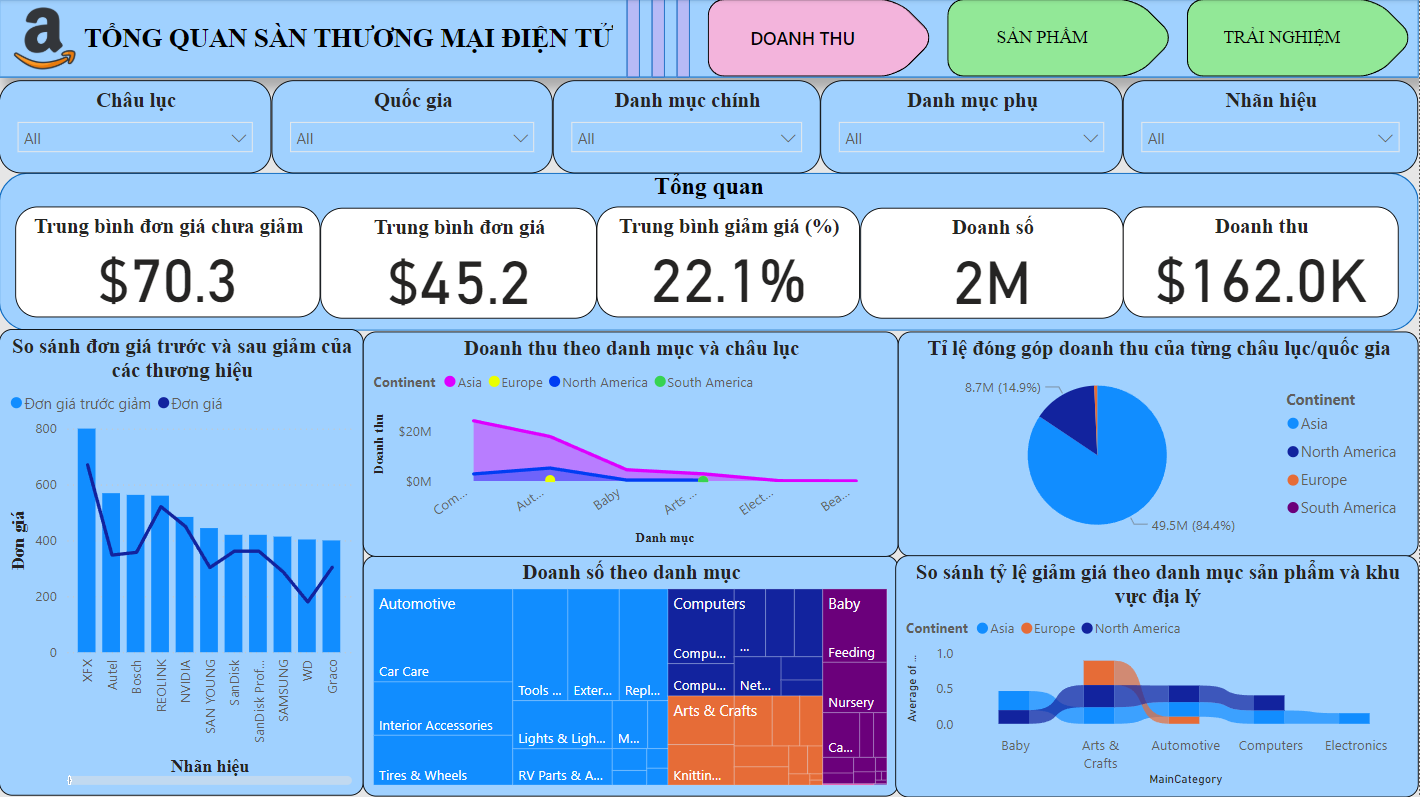 a
TỔNG QUAN SÀN THƯƠNG MẠI ĐIỆN TỬ
DOANH THU
SẢN PHẨM
TRẢI NGHIỆM
Châu lục
Quốc gia
Danh mục chính
Danh mục phụ
Nhãn hiệu
All
All
All
All
All
Tổng quan
Trung bình đơn giá chưa giảm
$70.3
Trung bình đơn giá
$45.2
Trung bình giảm giá (%)
22.1%
Doanh số
2M
Doanh thu
$162.0K
So sánh đơn giá trước và sau giảm của
các thương hiệu
Đơn giá trước giảm
Đơn giá
Đơn giá
800
600
400
200
0
XFX
Autel
Bosch
REOLINK
NVIDIA
SAN YOUNG
SanDisk
SanDisk Prof...
SAMSUNG
WD
Graco
Nhãn hiệu
Doanh thu theo danh mục và châu lục
Continent
Asia
Europe
North America
South America
Doanh thu
$20M
$0M
Com...
Aut...
Baby
Arts ...
Elect...
Bea...
Danh mục
Tỉ lệ đóng góp doanh thu của từng châu lục/quốc gia
8.7M (14.9%)
49.5M (84.4%)
Continent
Asia
North America
Europe
South America
Doanh số theo danh mục
Automotive
Car Care
Interior Accessories
Tires & Wheels
Tools ...
Exter...
Repl...
Lights & Ligh...
M...
RV Parts & A...
Computers
Compu...
...
Compu...
Net...
Arts & Crafts
Knittin...
Baby
Feeding
Nursery
Ca...
So sánh tỷ lệ giảm giá theo danh mục sản phẩm và khu
vực địa lý
Continent
Asia
Europe
North America
Average of ...
1.0
0.5
0.0
Baby
Arts &
Crafts
Automotive
Computers
Electronics
MainCategory